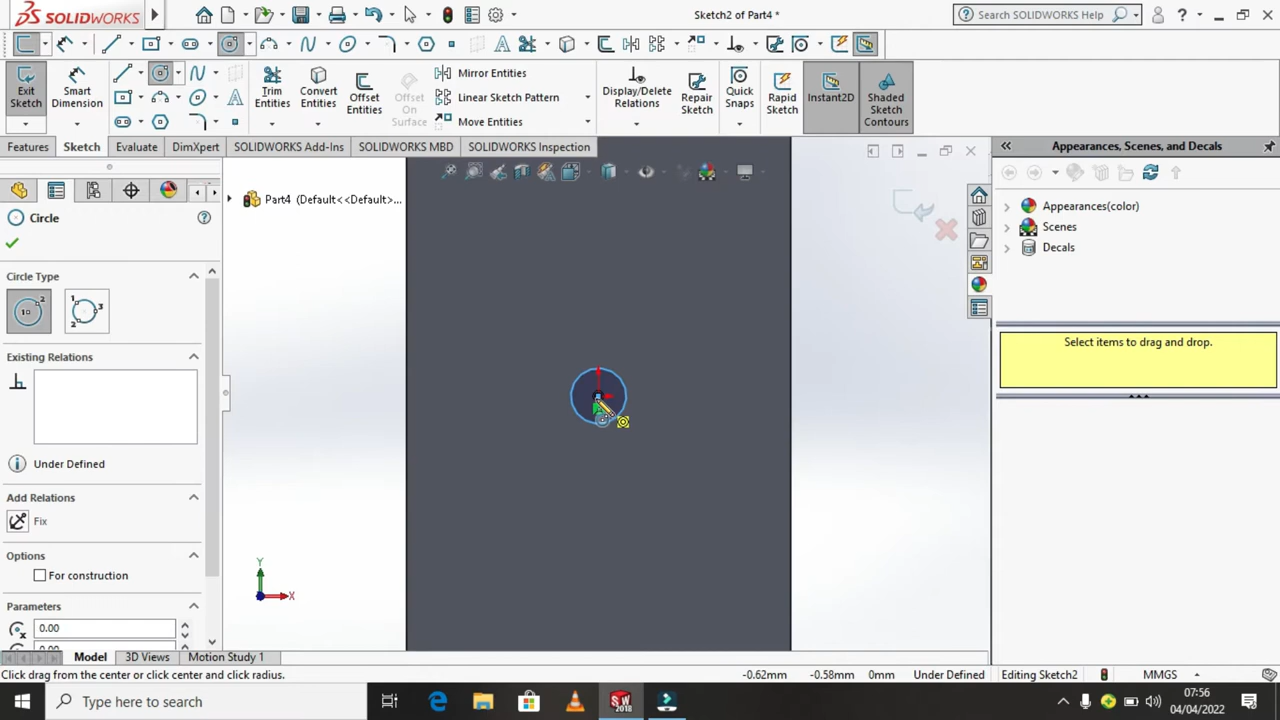 SOLIDWORKS
Sketch2 of Part4 *
Search SOLIDWORKS Help
?
Exit Sketch
Smart Dimension
Trim Entities
Convert Entities
Offset Entities
Offset On Surface
Mirror Entities
Linear Sketch Pattern
Move Entities
Display/Delete Relations
Repair Sketch
Quick Snaps
Rapid Sketch
Instant2D
Shaded Sketch Contours
Features
Sketch
Evaluate
DimXpert
SOLIDWORKS Add-Ins
SOLIDWORKS MBD
SOLIDWORKS Inspection
Appearances, Scenes, and Decals
Part4 (Default<<Default>...
Appearances(color)
Scenes
Decals
Circle
Circle Type
Existing Relations
Under Defined
Add Relations
Fix
Options
For construction
Parameters
0.00
Select items to drag and drop.
Y
X
Model
3D Views
Motion Study 1
Click drag from the center or click center and radius.
-0.62mm
-0.58mm
0mm
Under Defined
Editing Sketch2
MMGS
Type here to search
SW
2018
07:56
04/04/2022